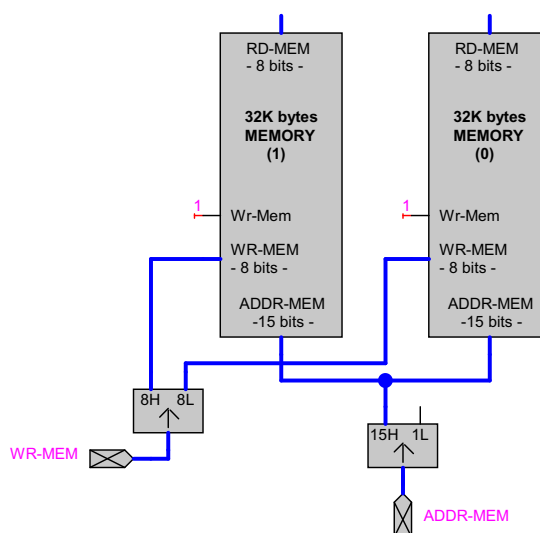 RD-MEM
- 8 bits -
32K bytes
MEMORY
(1)
1
Wr-Mem
WR-MEM
- 8 bits -
ADDR-MEM
-15 bits -
RD-MEM
- 8 bits -
32K bytes
MEMORY
(0)
1
Wr-Mem
WR-MEM
- 8 bits -
ADDR-MEM
-15 bits -
8H 8L
WR-MEM
15H 1L
ADDR-MEM